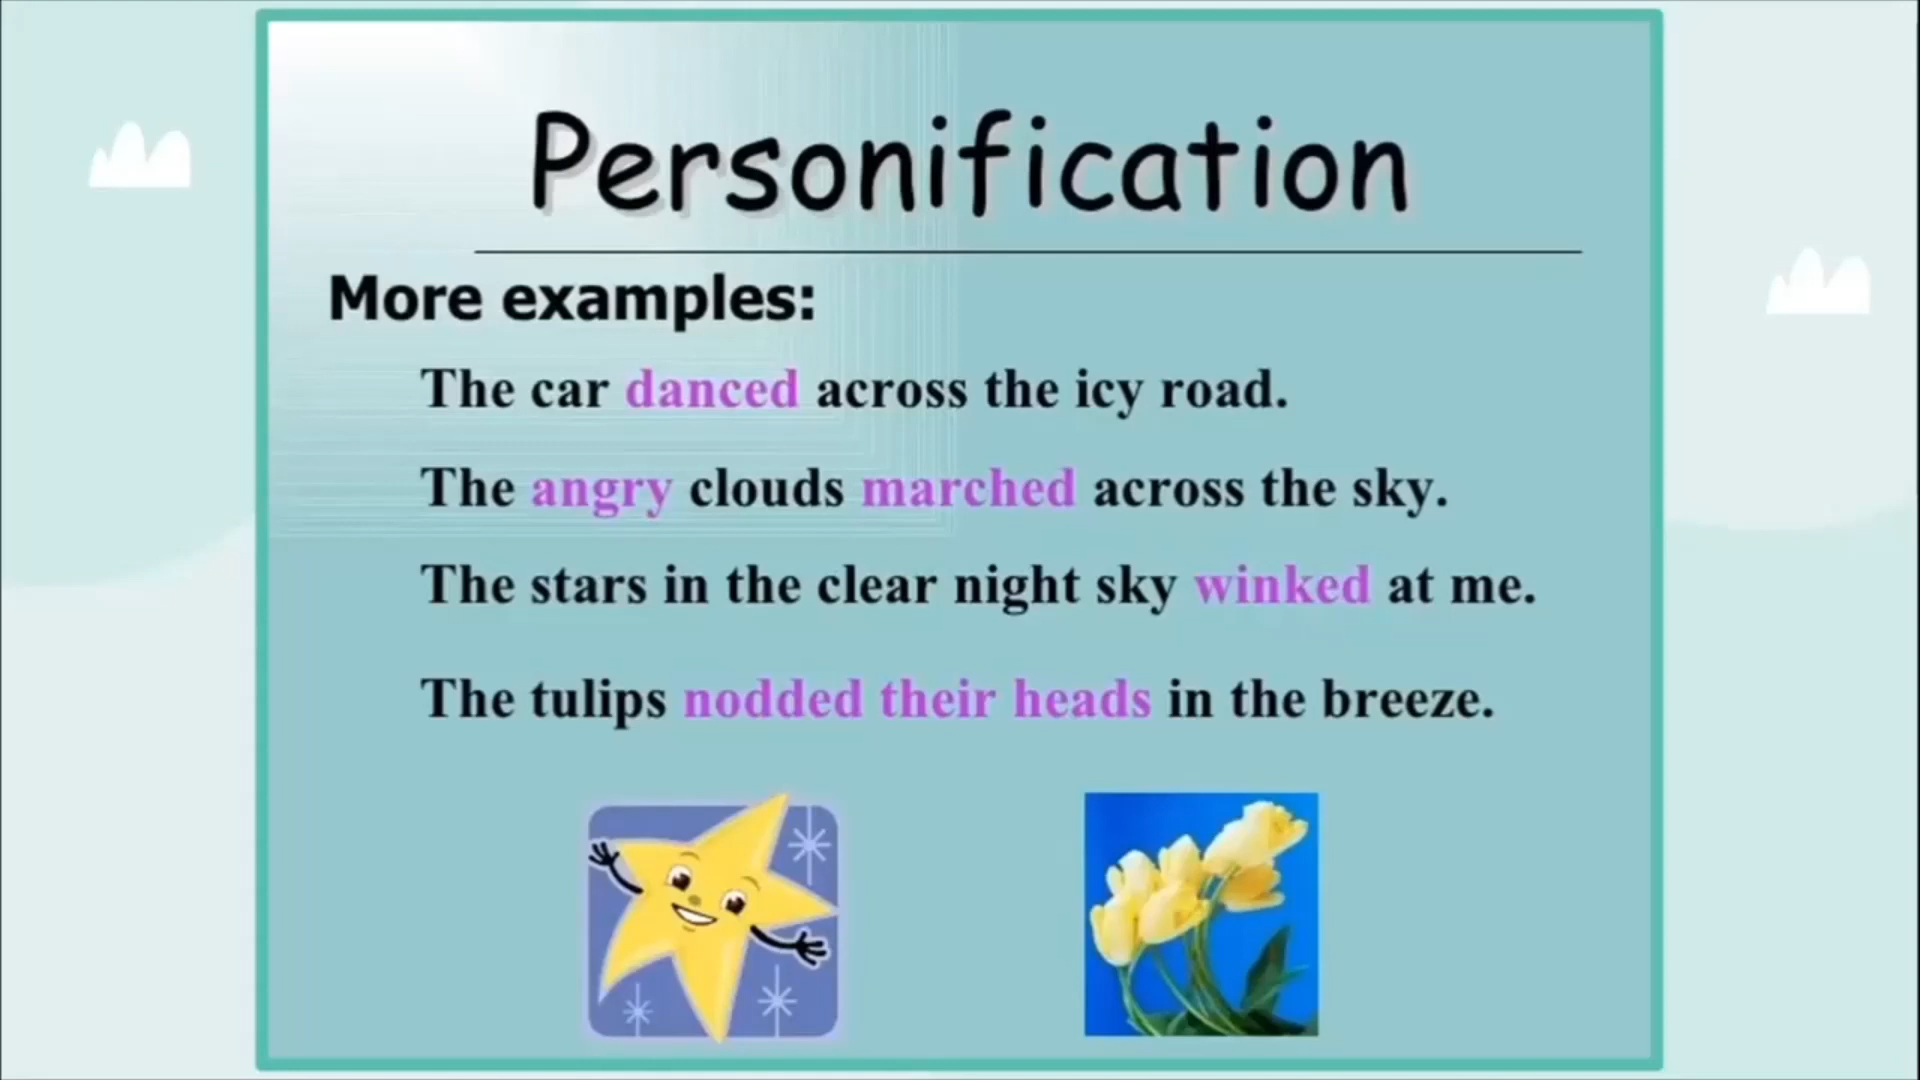 Personification
More examples:
The car danced across the icy road.
The angry clouds marched across the sky.
The stars in the clear night sky winked at me.
The tulips nodded their heads in the breeze.